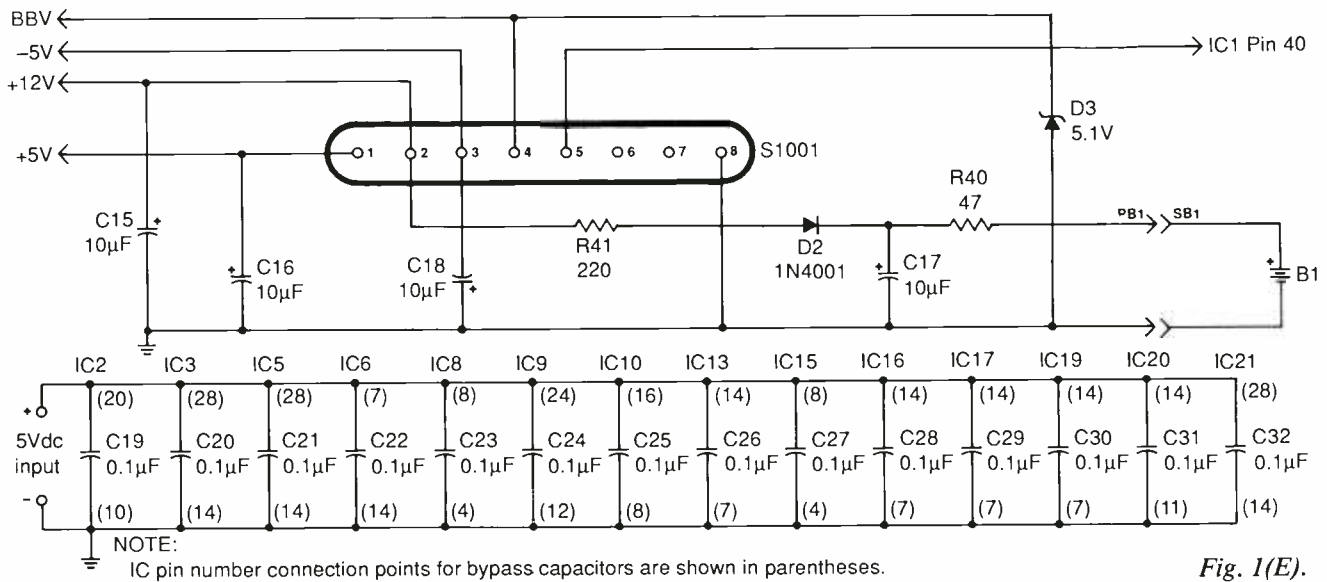 BBV
–5V
IC1 Pin 40
+12V
D3
5.1V
+5V
1 2 3 4 5 6 7 8 S1001
R40
47
C15
10µF
R41
220
D2
1N4001
PB1 SB1
+ C16
10µF
C18
10µF
+ C17
10µF
+ B1
IC2 IC3 IC5 IC6 IC8 IC9 IC10 IC13 IC15 IC16 IC17 IC19 IC20 IC21
(20) (28) (28) (7) (8) (24) (16) (14) (8) (14) (14) (14) (14) (28)
+
5Vdc
input
-
C19 C20 C21 C22 C23 C24 C25 C26 C27 C28 C29 C30 C31 C32
0.1µF 0.1µF 0.1µF 0.1µF 0.1µF 0.1µF 0.1µF 0.1µF 0.1µF 0.1µF 0.1µF 0.1µF 0.1µF 0.1µF
(10) (14) (14) (14) (4) (12) (8) (7) (4) (7) (7) (7) (11) (14)
NOTE:
IC pin number connection points for bypass capacitors are shown in parentheses.
Fig. 1(E).